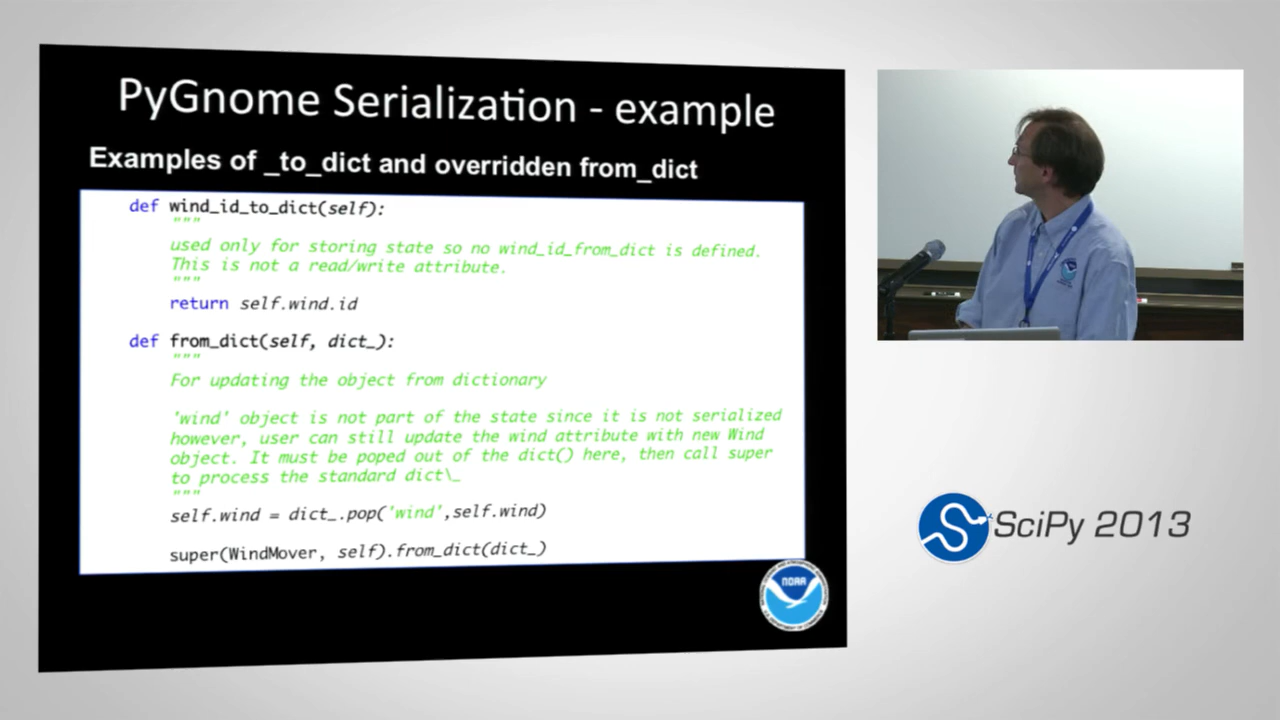 PyGnome Serialization - example
Examples of _to_dict and overridden from_dict
def wind_id_to_dict(self):
"""
used only for storing state so no wind_id_from_dict is defined.
This is not a read/write attribute.
"""
return self.wind.id
def from_dict(self, dict_):
"""
For updating the object from dictionary
'wind' object is not part of the state since it is not serialized
however, user can still update the wind attribute with new Wind
object. It must be poped out of the dict() here, then call super
to process the standard dict\_
"""
self.wind = dict_.pop('wind',self.wind)
super(WindMover, self).from_dict(dict_)
NOAA
SciPy 2013